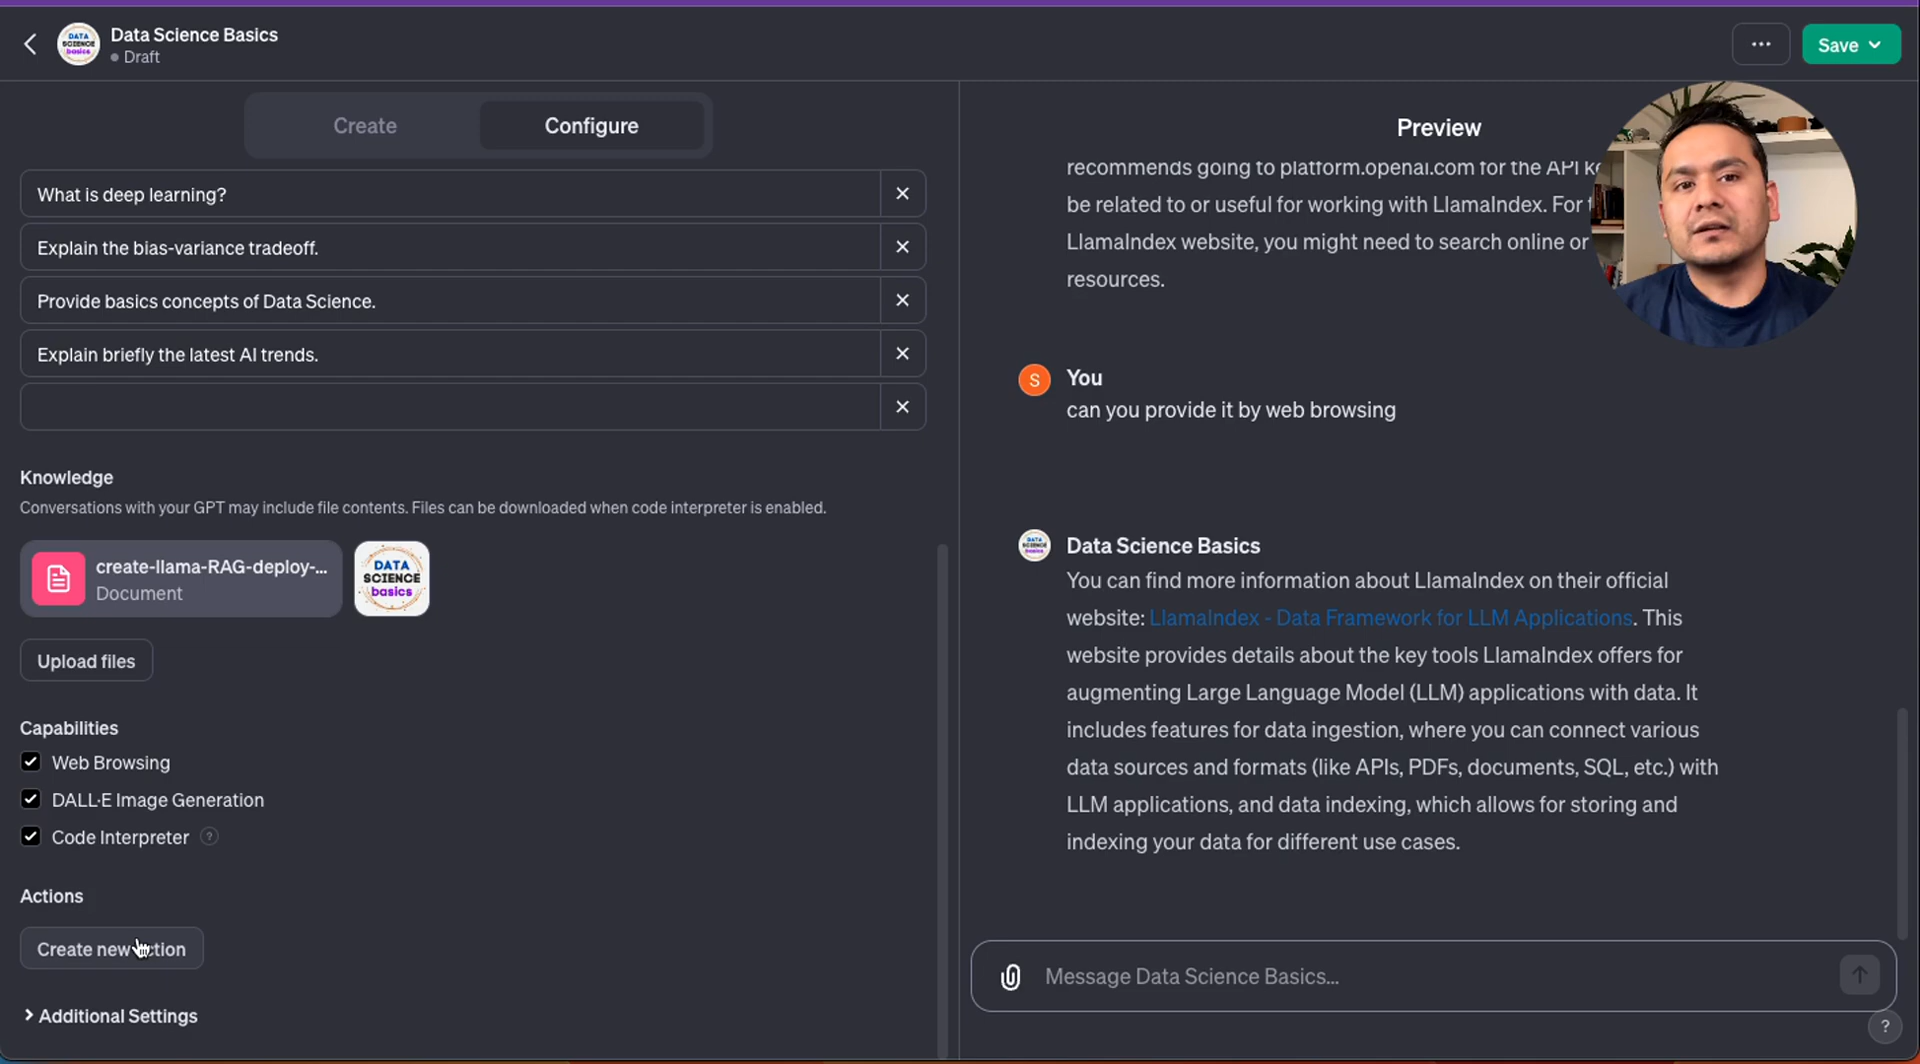 DATA SCIENCE basics
Data Science Basics
Draft
...
Save
Create
Configure
What is deep learning?
Explain the bias-variance tradeoff.
Provide basics concepts of Data Science.
Explain briefly the latest AI trends.
Knowledge
Conversations with your GPT may include file contents. Files can be downloaded when code interpreter is enabled.
create-llama-RAG-deploy-...
Document
DATA
SCIENCE
basics
Upload files
Capabilities
Web Browsing
DALL·E Image Generation
Code Interpreter ?
Actions
Create new action
Additional Settings
Preview
recommends going to platform.openai.com for the API
be related to or useful for working with LlamaIndex. For
LlamaIndex website, you might need to search online or
resources.
S
You
can you provide it by web browsing
DATA SCIENCE basics
Data Science Basics
You can find more information about LlamaIndex on their official
website: LlamaIndex - Data Framework for LLM Applications. This
website provides details about the key tools LlamaIndex offers for
augmenting Large Language Model (LLM) applications with data. It
includes features for data ingestion, where you can connect various
data sources and formats (like APIs, PDFs, documents, SQL, etc.) with
LLM applications, and data indexing, which allows for storing and
indexing your data for different use cases.
Message Data Science Basics...
?